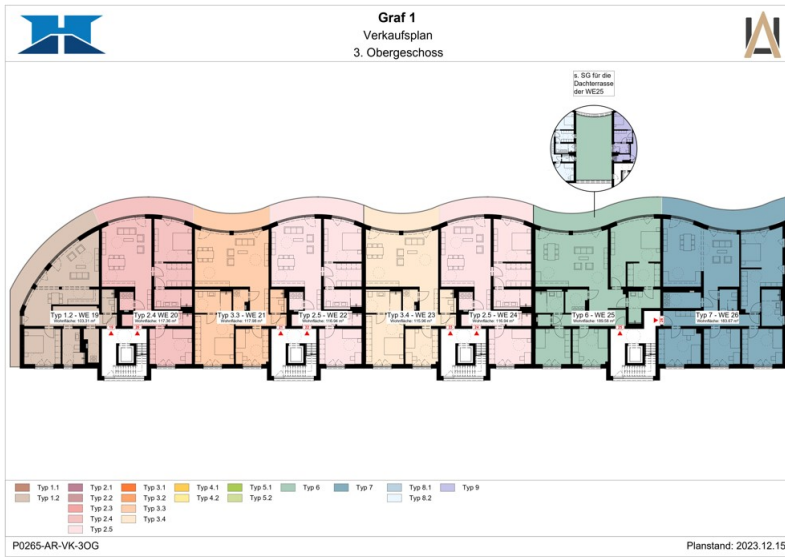 Graf 1
Verkaufsplan
3. Obergeschoss
s. SG für die
Dachterrasse
der WE25
Typ 1.2 - WE 19
Wohnfläche: 103.31 m²
Typ 2.4 WE 20
Typ 3.3 - WE 21
Typ 2.5 - WE 22
Typ 3.4 - WE 23
Typ 2.5 - WE 24
Typ 6 - WE 25
Typ 7 - WE 26
Typ 1.1
Typ 1.2
Typ 2.1
Typ 2.2
Typ 2.3
Typ 2.4
Typ 2.5
Typ 3.1
Typ 3.2
Typ 3.3
Typ 3.4
Typ 4.1
Typ 4.2
Typ 5.1
Typ 5.2
Typ 6
Typ 7
Typ 8.1
Typ 8.2
Typ 9
P0265-AR-VK-3OG
Planstand: 2023.12.15